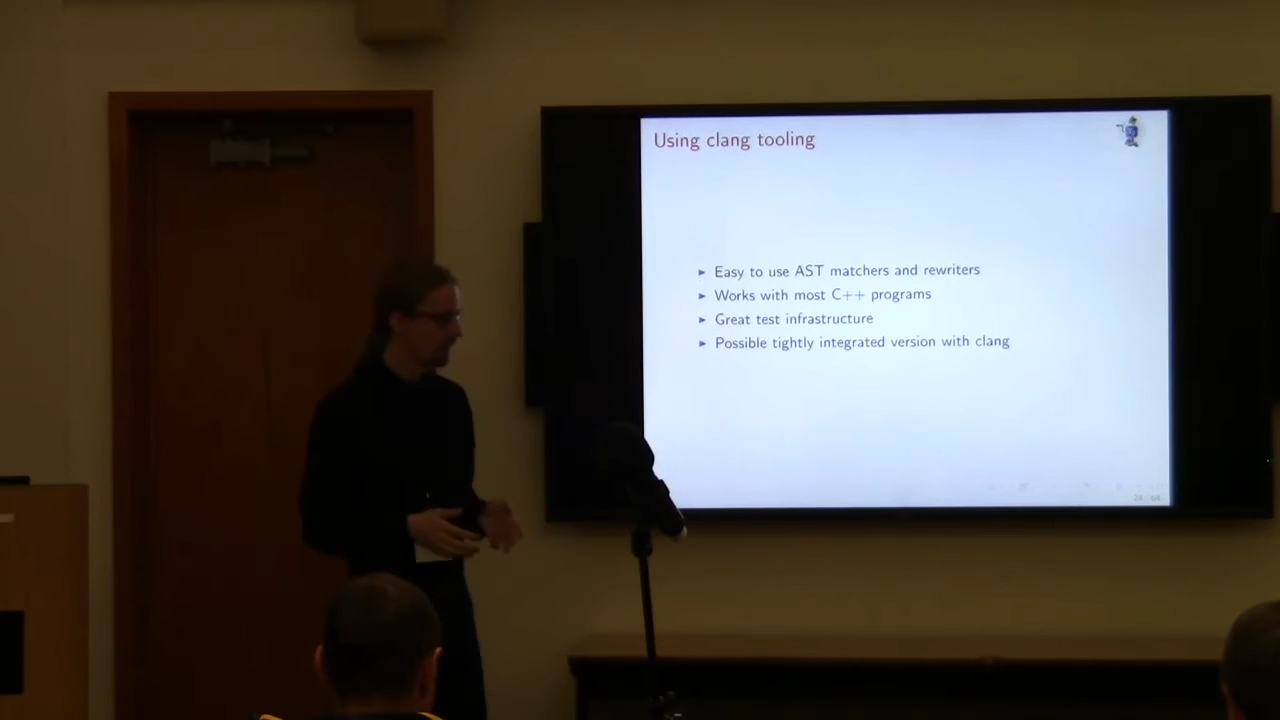 Using clang tooling
► Easy to use AST matchers and rewriters
► Works with most C++ programs
► Great test infrastructure
► Possible tightly integrated version with clang